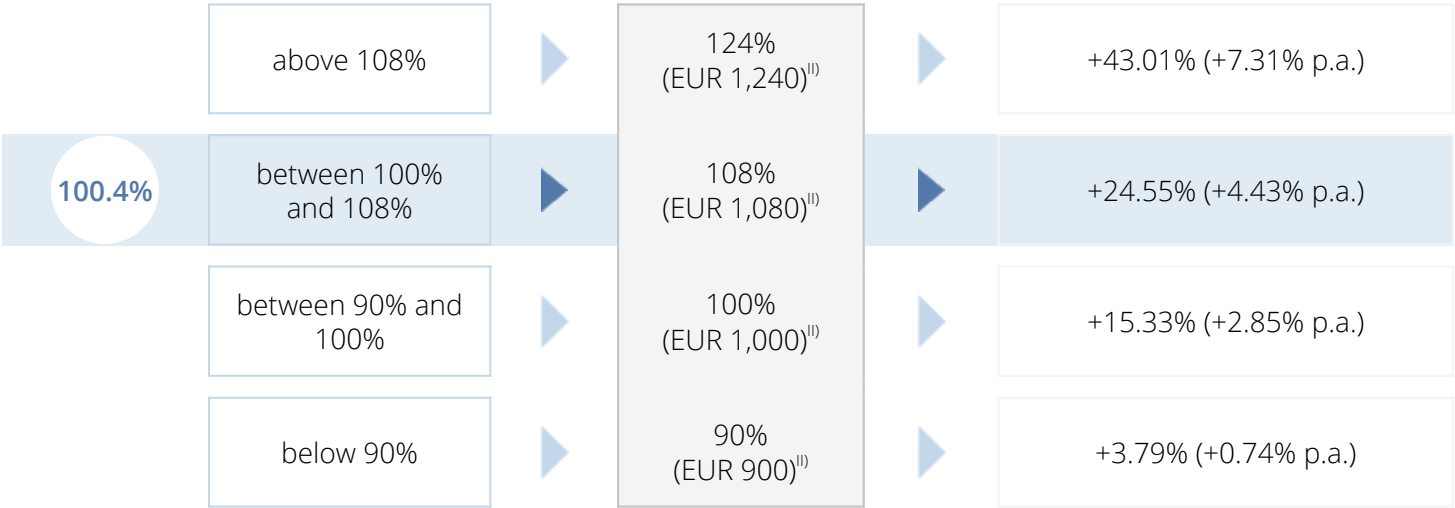 above 108%
124%
(EUR 1,240)II)
+43.01% (+7.31% p.a.)
100.4%
between 100%
and 108%
108%
(EUR 1,080)II)
+24.55% (+4.43% p.a.)
between 90% and
100%
100%
(EUR 1,000)II)
+15.33% (+2.85% p.a.)
below 90%
90%
(EUR 900)II)
+3.79% (+0.74% p.a.)